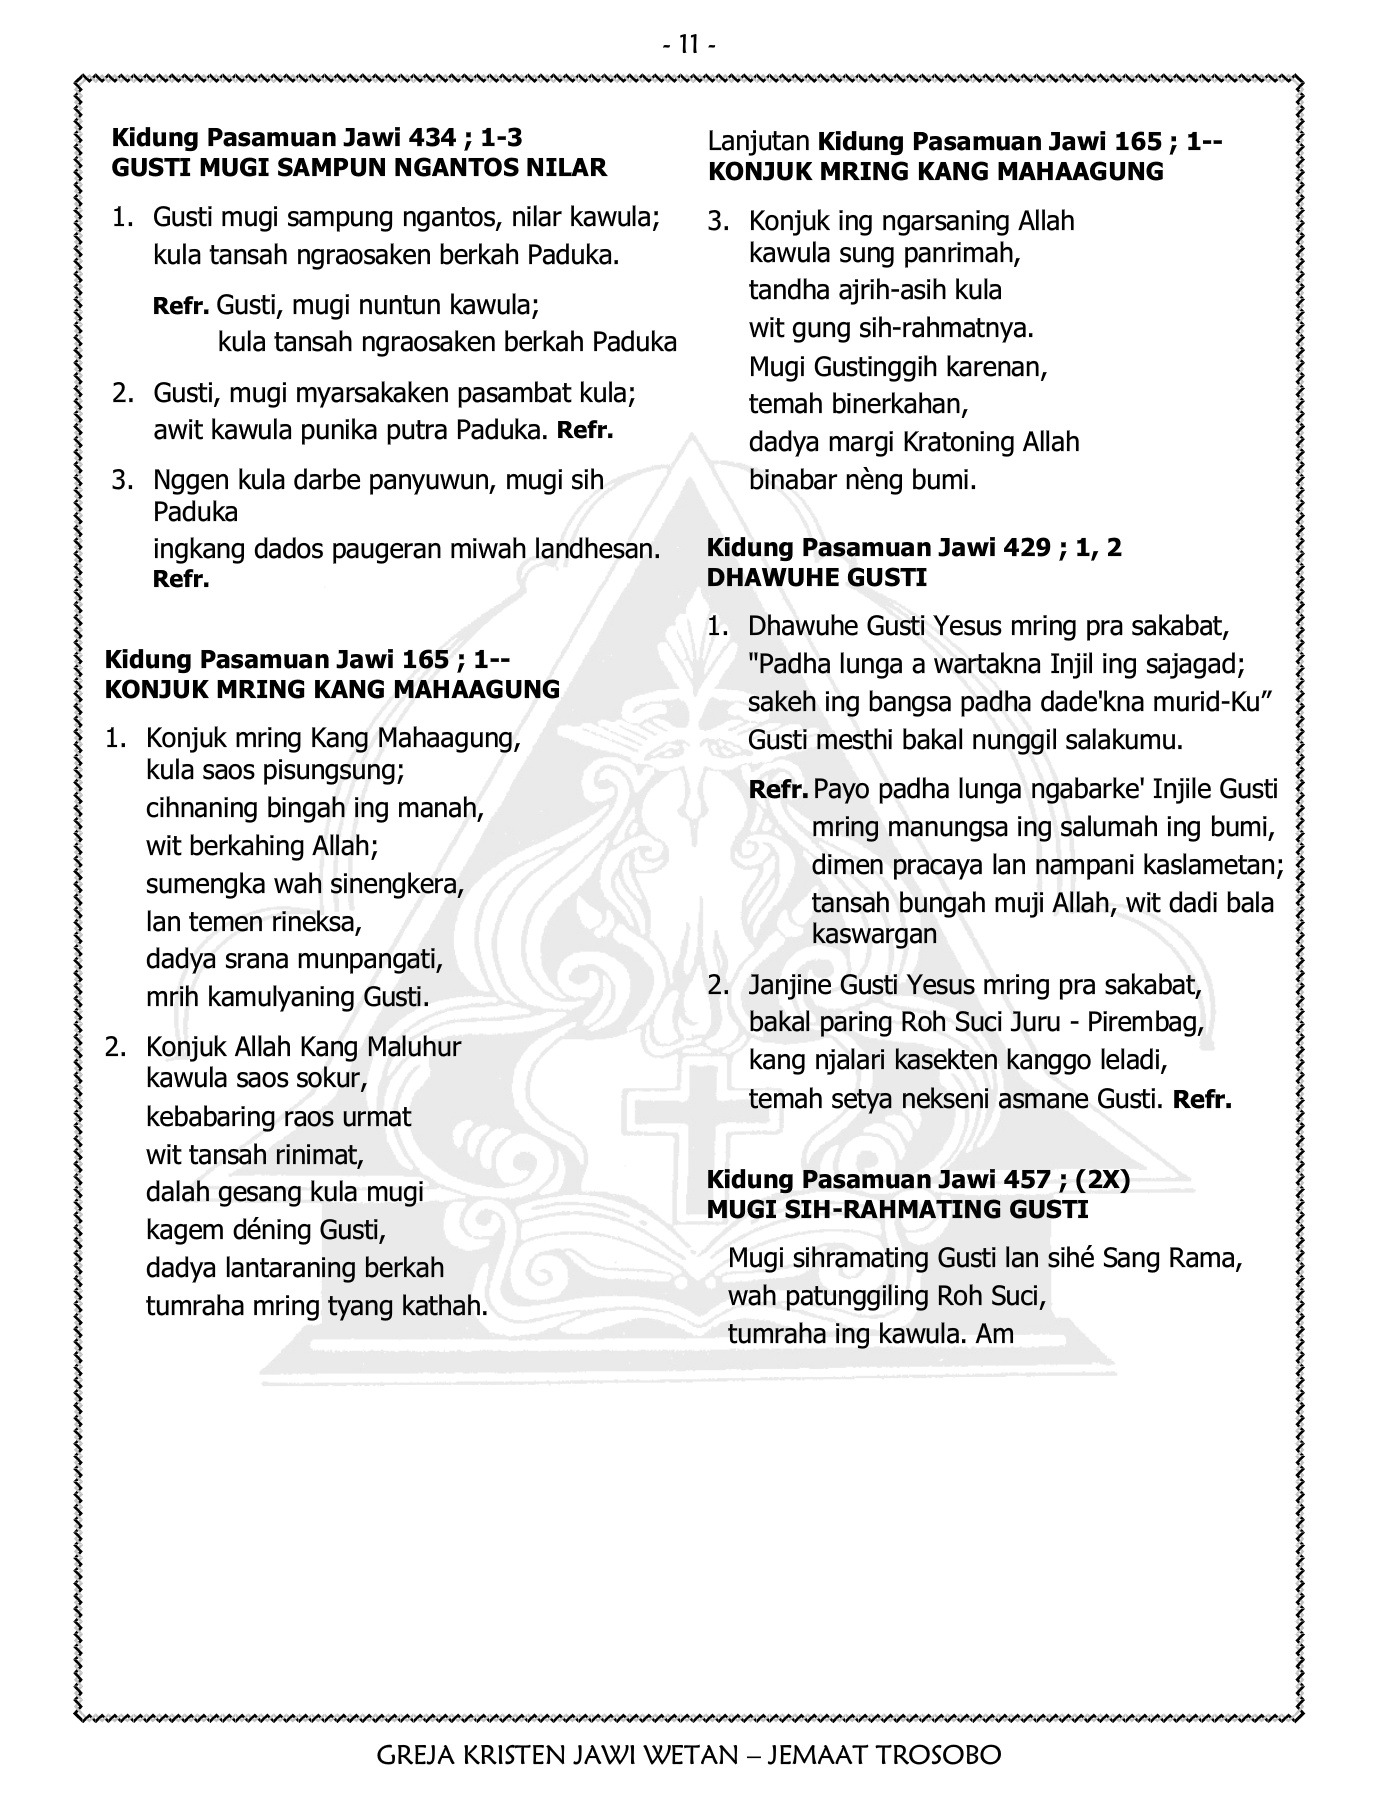 - 11 -
Kidung Pasamuan Jawi 434 ; 1-3
GUSTI MUGI SAMPUN NGANTOS NILAR
1. Gusti mugi sampung ngantos, nilar kawula;
kula tansah ngraosaken berkah Paduka.
Refr. Gusti, mugi nuntun kawula;
kula tansah ngraosaken berkah Paduka
2. Gusti, mugi myarsakaken pasambat kula;
awit kawula punika putra Paduka. Refr.
3. Nggen kula darbe panyuwun, mugi sih
Paduka
ingkang dados paugeran miwah landhesan.
Refr.
Kidung Pasamuan Jawi 165 ; 1--
KONJUK MRING KANG MAHAAGUNG
1. Konjuk mring Kang Mahaagung,
kula saos pisungsung;
cihnaning bingah ing manah,
wit berkahing Allah;
sumengka wah sinengkera,
lan temen rineksa,
dadya srana munpangati,
mrih kamulyaning Gusti.
2. Konjuk Allah Kang Maluhur
kawula saos sokur,
kebabaring raos urmat
wit tansah rinimat,
dalah gesang kula mugi
kagem déning Gusti,
dadya lantaraning berkah
tumraha mring tyang kathah.
Lanjutan Kidung Pasamuan Jawi 165 ; 1--
KONJUK MRING KANG MAHAAGUNG
3. Konjuk ing ngarsaning Allah
kawula sung panrimah,
tandha ajrih-asih kula
wit gung sih-rahmatnya.
Mugi Gustinggih karenan,
temah binerkahan,
dadya margi Kratoning Allah
binabar nèng bumi.
Kidung Pasamuan Jawi 429 ; 1, 2
DHAWUHE GUSTI
1. Dhawuhe Gusti Yesus mring pra sakabat,
"Padha lunga a wartakna Injil ing sajagad;
sakeh ing bangsa padha dade'kna murid-Ku”
Gusti mesthi bakal nunggil salakumu.
Refr. Payo padha lunga ngabarke' Injile Gusti
mring manungsa ing salumah ing bumi,
dimen pracaya lan nampani kaslametan;
tansah bungah muji Allah, wit dadi bala
kaswargan
2. Janjine Gusti Yesus mring pra sakabat,
bakal paring Roh Suci Juru - Pirembag,
kang njalari kasekten kanggo leladi,
temah setya nekseni asmane Gusti. Refr.
Kidung Pasamuan Jawi 457 ; (2X)
MUGI SIH-RAHMATING GUSTI
Mugi sihramating Gusti lan sihé Sang Rama,
wah patunggiling Roh Suci,
tumraha ing kawula. Am
GREJA KRISTEN JAWI WETAN – JEMAAT TROSOBO